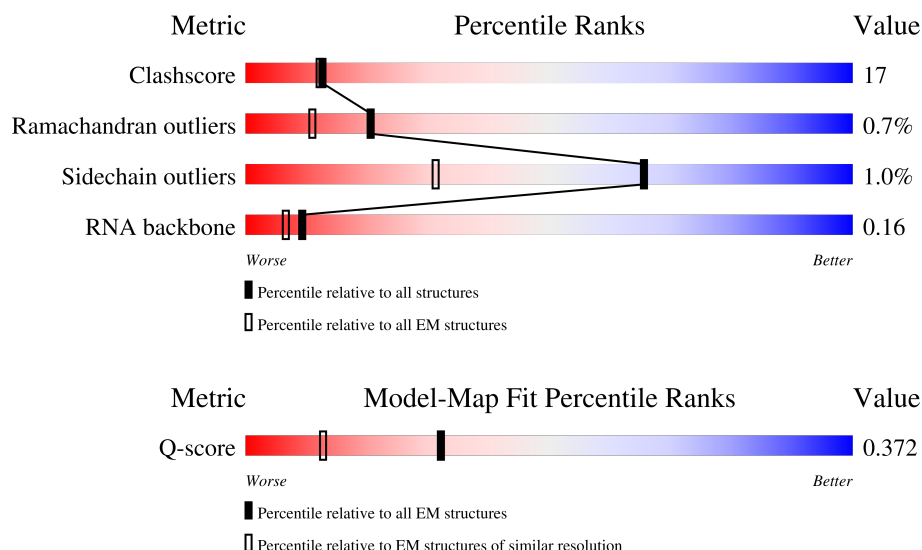 Metric Percentile Ranks Value
Clashscore 17
Ramachandran outliers 0.7%
Sidechain outliers 1.0%
RNA backbone 0.16
Worse Better
Percentile relative to all structures
Percentile relative to all EM structures
Metric Model-Map Fit Percentile Ranks Value
Q-score 0.372
Worse Better
Percentile relative to all EM structures
Percentile relative to EM structures of similar resolution